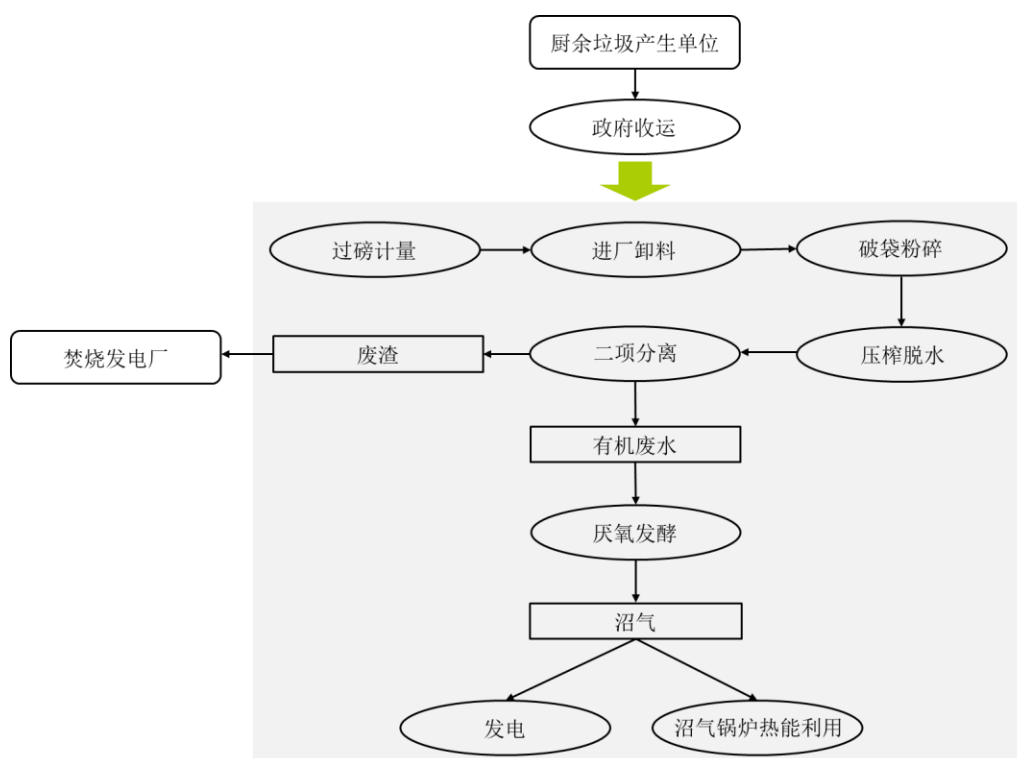 厨余垃圾产生单位
政府收运
过磅计量
进厂卸料
破袋粉碎
焚烧发电厂
废渣
二项分离
压榨脱水
有机废水
厌氧发酵
沼气
发电
沼气锅炉热能利用